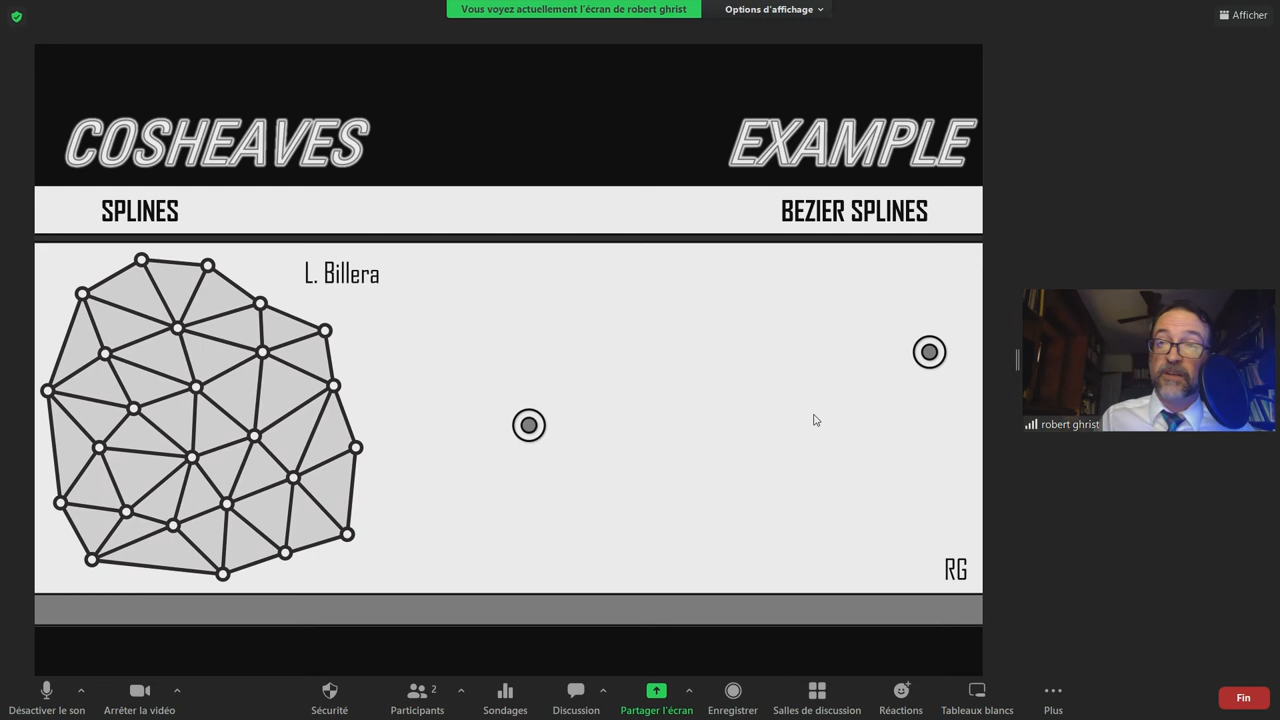 Vous voyez actuellement l'écran de robert ghrist
Options d'affichage
Afficher
COSHEAVES
EXAMPLE
SPLINES
BEZIER SPLINES
L. Billera
robert ghrist
RG
Désactiver le son
Arrêter la vidéo
Sécurité
Participants
2
Sondages
Discussion
Partager l'écran
Enregistrer
Salles de discussion
Réactions
Tableaux blancs
Plus
Fin